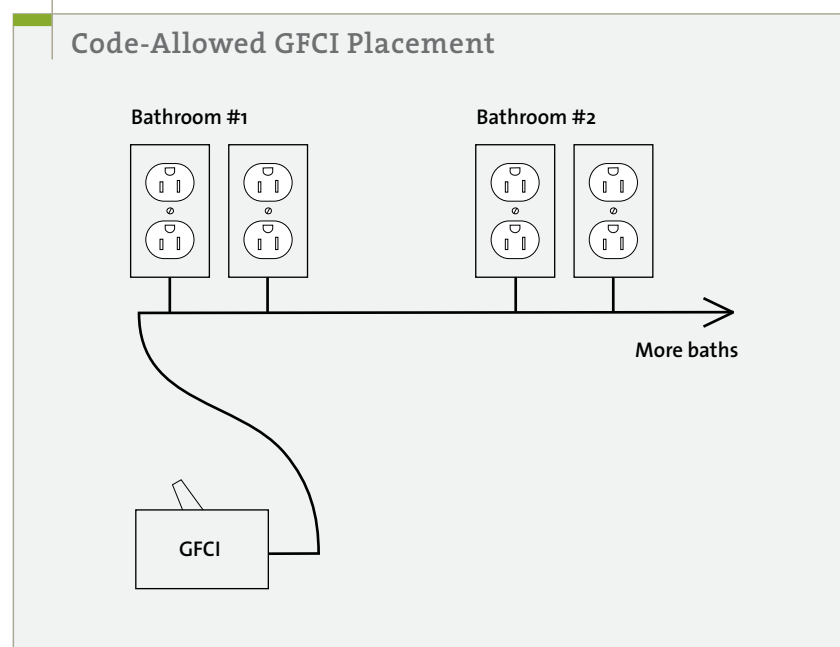 Code-Allowed GFCI Placement
Bathroom #1
Bathroom #2
More baths
GFCI